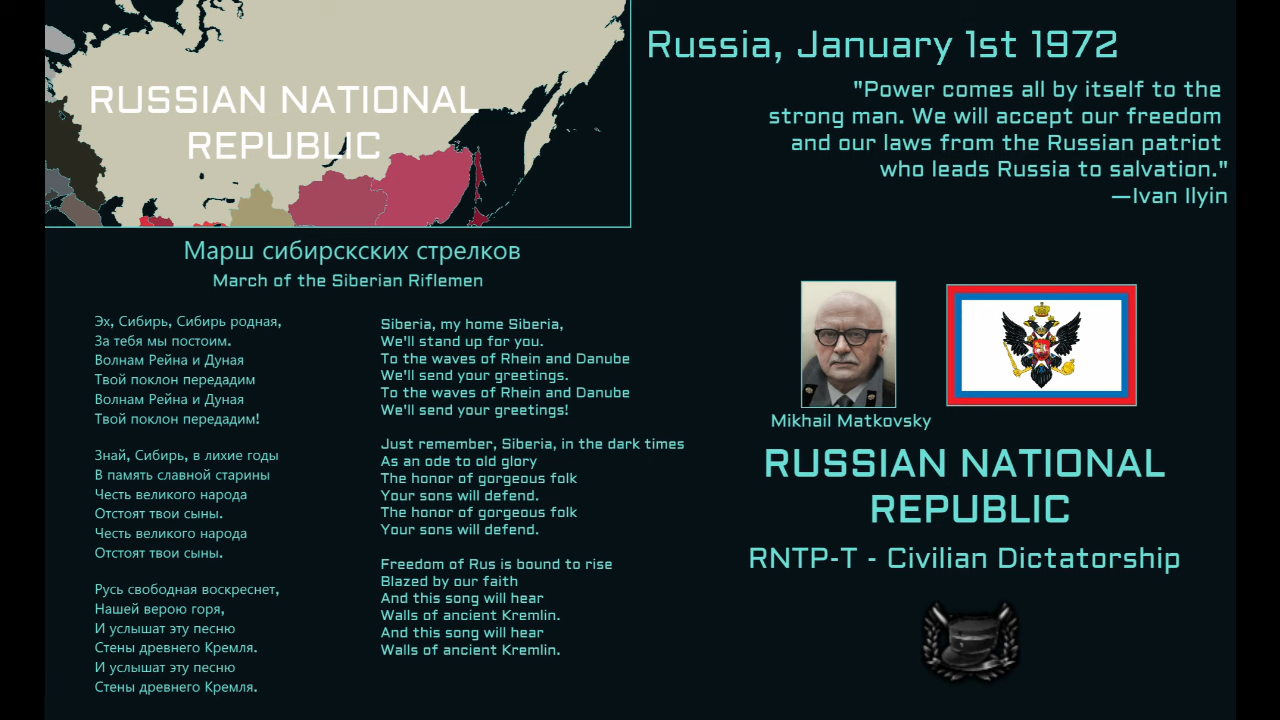 RUSSIAN NATIONAL
REPUBLIC
Russia, January 1st 1972
"Power comes all by itself to the
strong man. We will accept our freedom
and our laws from the Russian patriot
who leads Russia to salvation."
—Ivan Ilyin
Марш сибирскских стрелков
March of the Siberian Riflemen
Эх, Сибирь, Сибирь родная,
За тебя мы постоим.
Волнам Рейна и Дуная
Твой поклон передадим
Волнам Рейна и Дуная
Твой поклон передадим!
Знай, Сибирь, в лихие годы
В память славной старины
Честь великого народа
Отстоят твои сыны.
Честь великого народа
Отстоят твои сыны.
Русь свободная воскреснет,
Нашей верою горя,
И услышат эту песню
Стены древнего Кремля.
И услышат эту песню
Стены древнего Кремля.
Siberia, my home Siberia,
We'll stand up for you.
To the waves of Rhein and Danube
We'll send your greetings.
To the waves of Rhein and Danube
We'll send your greetings!
Just remember, Siberia, in the dark times
As an ode to old glory
The honor of gorgeous folk
Your sons will defend.
The honor of gorgeous folk
Your sons will defend.
Freedom of Rus is bound to rise
Blazed by our faith
And this song will hear
Walls of ancient Kremlin.
And this song will hear
Walls of ancient Kremlin.
Mikhail Matkovsky
RUSSIAN NATIONAL
REPUBLIC
RNTP-T - Civilian Dictatorship